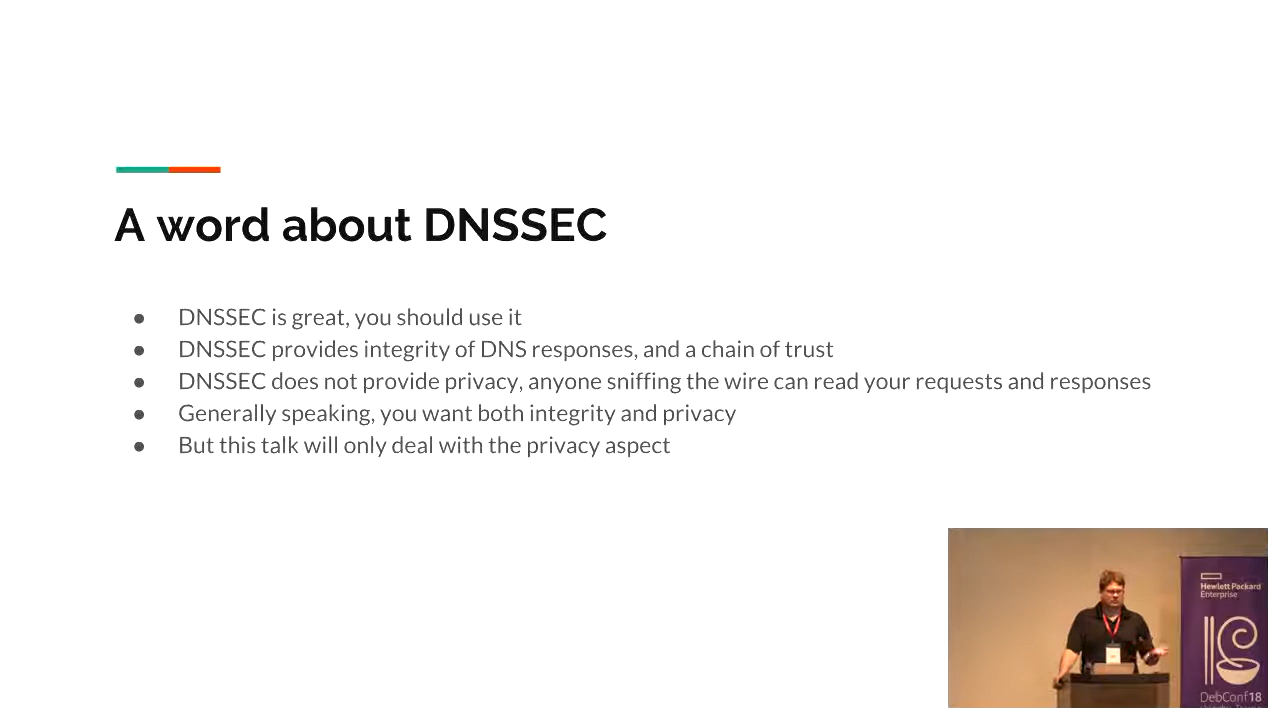 A word about DNSSEC
● DNSSEC is great, you should use it
● DNSSEC provides integrity of DNS responses, and a chain of trust
● DNSSEC does not provide privacy, anyone sniffing the wire can read your requests and responses
● Generally speaking, you want both integrity and privacy
● But this talk will only deal with the privacy aspect
Hewlett Packard
Enterprise
DebConf18